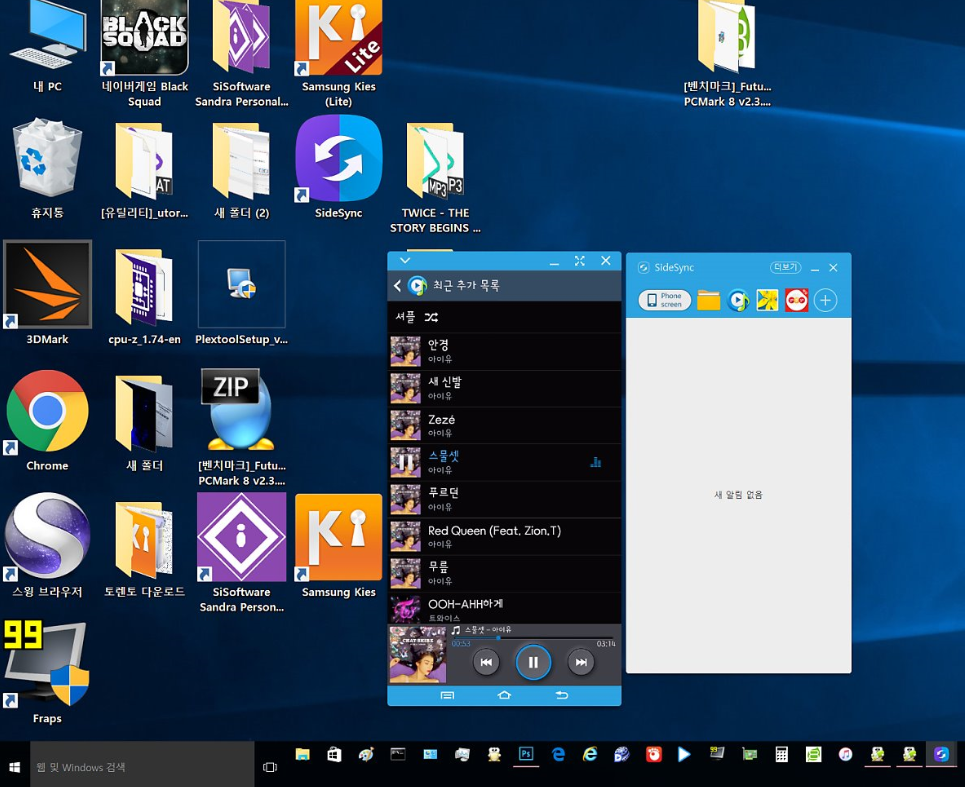 Ki
Lite
BLACK
SQUAD
내 PC
네이버게임 Black
Squad
SiSoftware
Sandra Personal...
Samsung Kies
(Lite)
[벤치마크]_Futu...
PCMark 8 v2.3....
AT
MP3
P3
휴지통
[유틸리티]_utor...
새 폴더 (2)
SideSync
TWICE - THE
STORY BEGINS ...
3DMark
cpu-z_1.74-en
PlextoolSetup_v...
ZIP
Chrome
새 폴더
[벤치마크]_Futu...
PCMark 8 v2.3....
Ki
Ki
스윙 브라우저
토렌토 다운로드
SiSoftware
Sandra Person...
Samsung Kies
99
Fraps
최근 추가 목록
셔플
안경
아이유
새 신발
아이유
Zezé
아이유
스물셋
아이유
푸르던
아이유
Red Queen (Feat. Zion.T)
아이유
무릎
아이유
OOH-AHH하게
트와이스
CHAT-SHIRE
스물셋 - 아이유
00:53
03:14
SideSync
더보기
Phone
screen
새 알림 없음
웹 및 Windows 검색
Ps
99